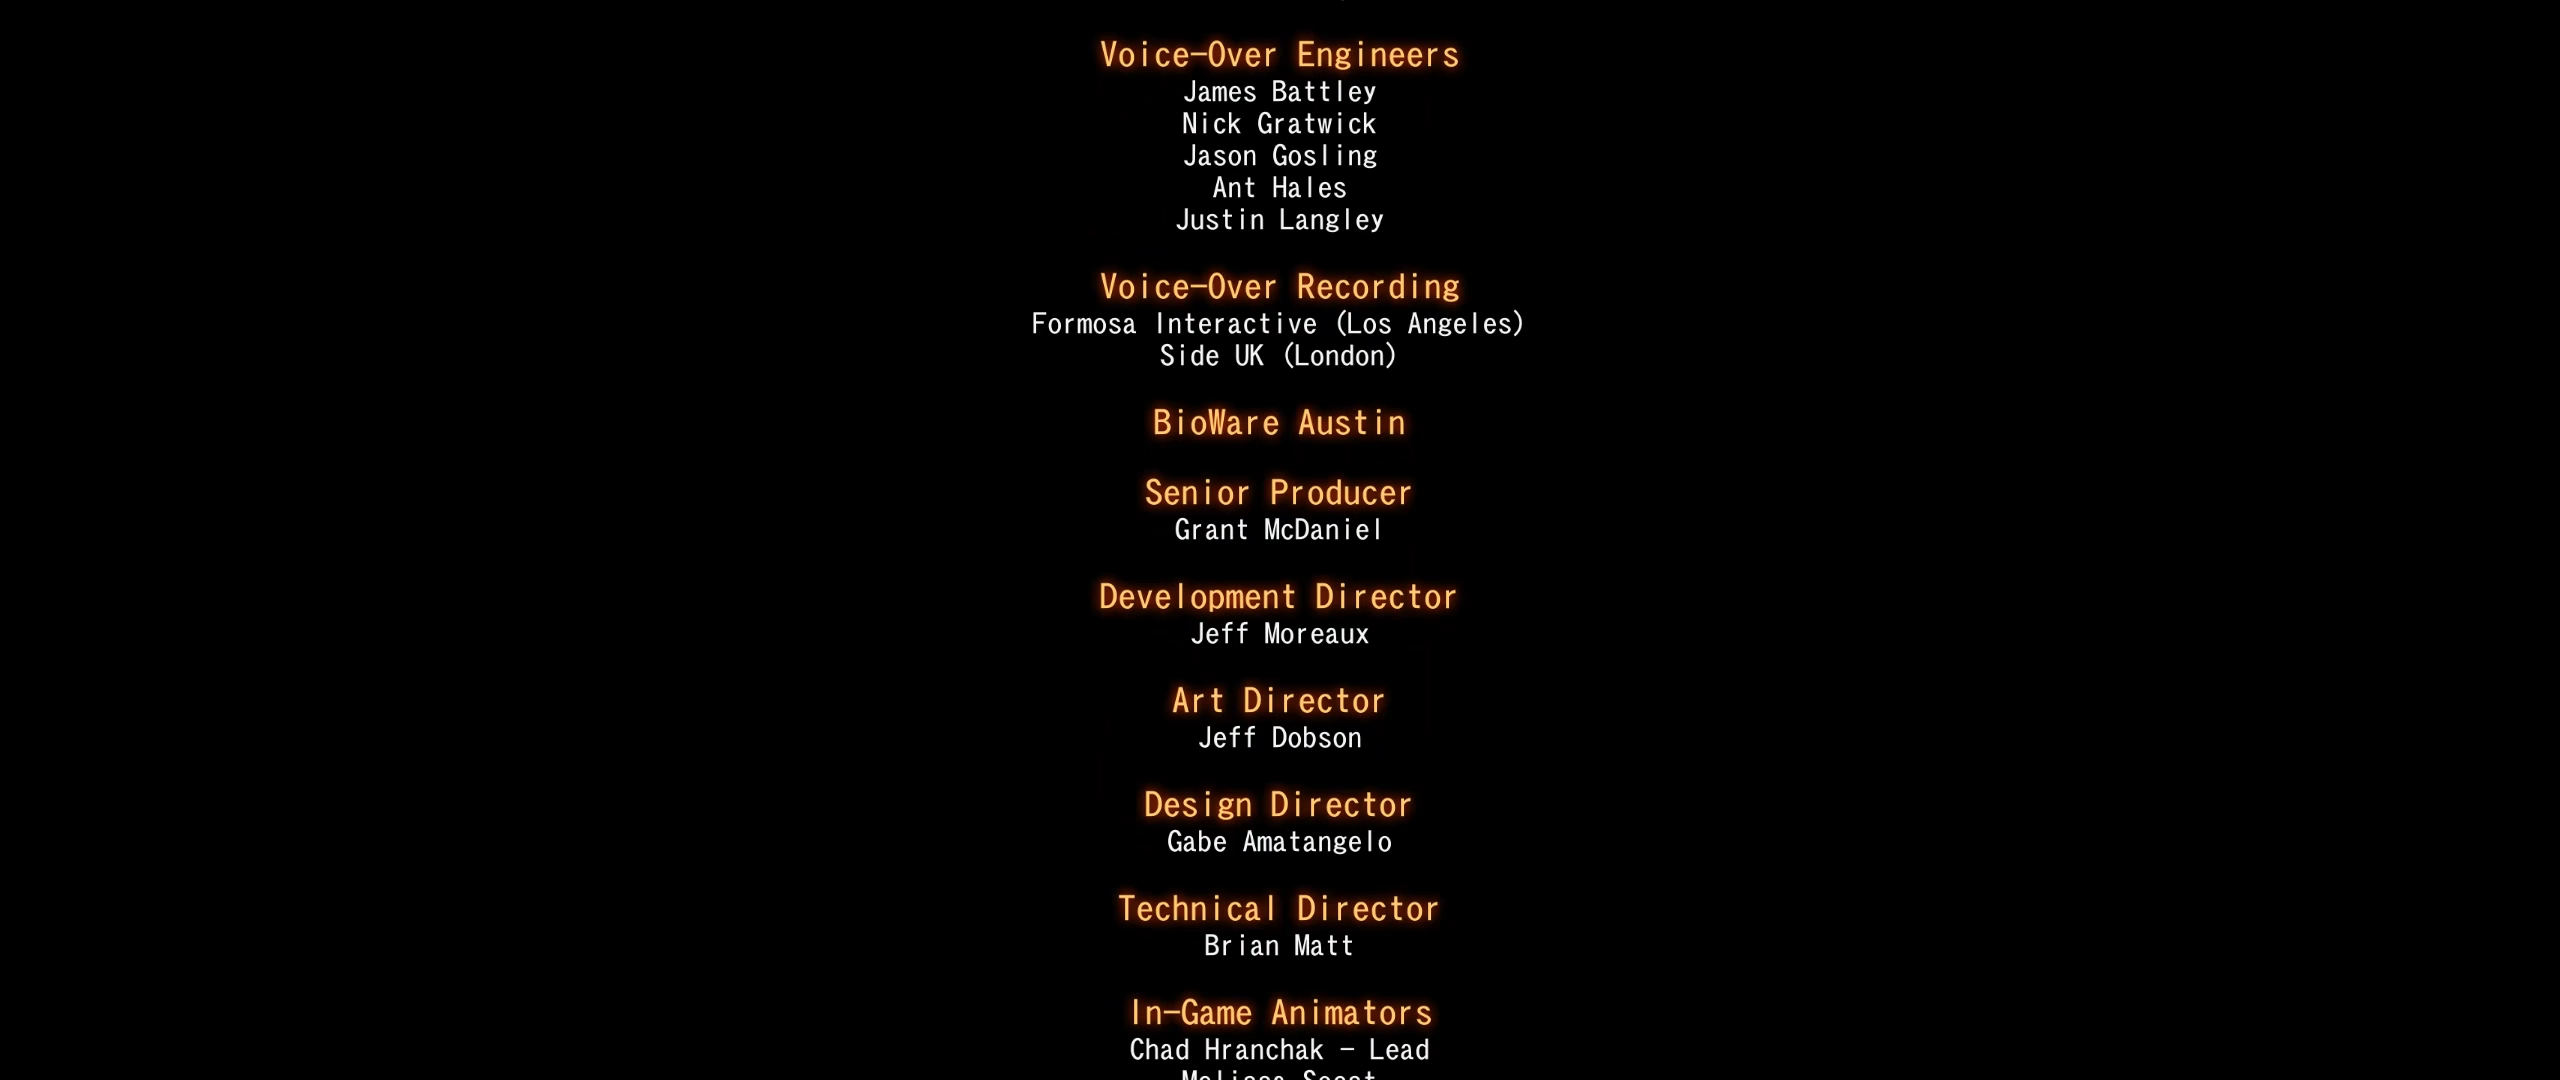 Voice-Over Engineers
James Battley
Nick Gratwick
Jason Gosling
Ant Hales
Justin Langley
Voice-Over Recording
Formosa Interactive (Los Angeles)
Side UK (London)
BioWare Austin
Senior Producer
Grant McDaniel
Development Director
Jeff Moreaux
Art Director
Jeff Dobson
Design Director
Gabe Amatangelo
Technical Director
Brian Matt
In-Game Animators
Chad Hranchak - Lead